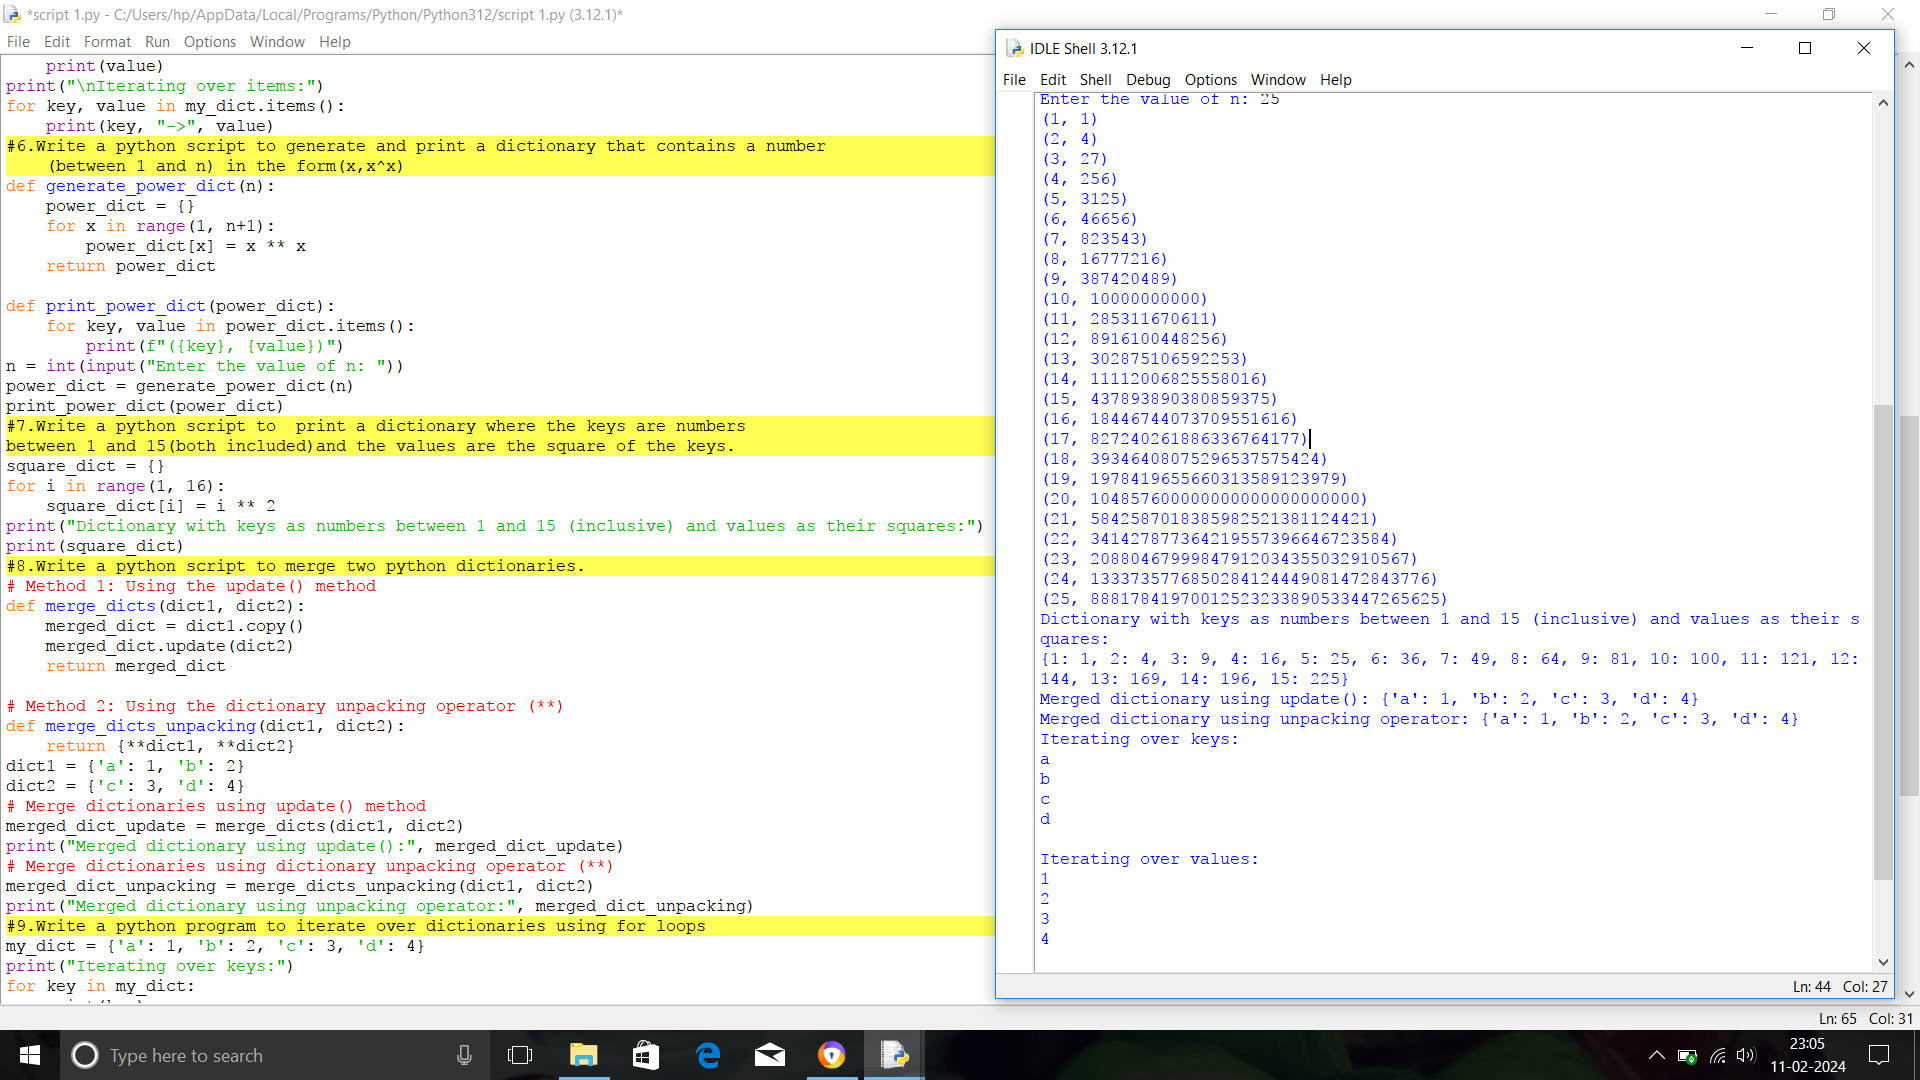 *script 1.py - C:/Users/hp/AppData/Local/Programs/Python/Python312/script 1.py (3.12.1)*
File Edit Format Run Options Window Help
    print(value)
print("\nIterating over items:")
for key, value in my_dict.items():
    print(key, "->", value)
#6.Write a python script to generate and print a dictionary that contains a number
    (between 1 and n) in the form(x,x^x)
def generate_power_dict(n):
    power_dict = {}
    for x in range(1, n+1):
        power_dict[x] = x ** x
    return power_dict

def print_power_dict(power_dict):
    for key, value in power_dict.items():
        print(f"({key}, {value})")
n = int(input("Enter the value of n: "))
power_dict = generate_power_dict(n)
print_power_dict(power_dict)
#7.Write a python script to  print a dictionary where the keys are numbers
between 1 and 15(both included)and the values are the square of the keys.
square_dict = {}
for i in range(1, 16):
    square_dict[i] = i ** 2
print("Dictionary with keys as numbers between 1 and 15 (inclusive) and values as their squares:")
print(square_dict)
#8.Write a python script to merge two python dictionaries.
# Method 1: Using the update() method
def merge_dicts(dict1, dict2):
    merged_dict = dict1.copy()
    merged_dict.update(dict2)
    return merged_dict

# Method 2: Using the dictionary unpacking operator (**)
def merge_dicts_unpacking(dict1, dict2):
    return {**dict1, **dict2}
dict1 = {'a': 1, 'b': 2}
dict2 = {'c': 3, 'd': 4}
# Merge dictionaries using update() method
merged_dict_update = merge_dicts(dict1, dict2)
print("Merged dictionary using update():", merged_dict_update)
# Merge dictionaries using dictionary unpacking operator (**)
merged_dict_unpacking = merge_dicts_unpacking(dict1, dict2)
print("Merged dictionary using unpacking operator:", merged_dict_unpacking)
#9.Write a python program to iterate over dictionaries using for loops
my_dict = {'a': 1, 'b': 2, 'c': 3, 'd': 4}
print("Iterating over keys:")
for key in my_dict:
IDLE Shell 3.12.1
File Edit Shell Debug Options Window Help
Enter the value of n: 25
(1, 1)
(2, 4)
(3, 27)
(4, 256)
(5, 3125)
(6, 46656)
(7, 823543)
(8, 16777216)
(9, 387420489)
(10, 10000000000)
(11, 285311670611)
(12, 8916100448256)
(13, 302875106592253)
(14, 11112006825558016)
(15, 437893890380859375)
(16, 18446744073709551616)
(17, 827240261886336764177)
(18, 39346408075296537575424)
(19, 1978419655660313589123979)
(20, 104857600000000000000000000)
(21, 5842587018385982521381124421)
(22, 341427877364219557396646723584)
(23, 20880467999847912034355032910567)
(24, 1333735776850284124449081472843776)
(25, 88817841970012523233890533447265625)
Dictionary with keys as numbers between 1 and 15 (inclusive) and values as their s
quares:
{1: 1, 2: 4, 3: 9, 4: 16, 5: 25, 6: 36, 7: 49, 8: 64, 9: 81, 10: 100, 11: 121, 12:
144, 13: 169, 14: 196, 15: 225}
Merged dictionary using update(): {'a': 1, 'b': 2, 'c': 3, 'd': 4}
Merged dictionary using unpacking operator: {'a': 1, 'b': 2, 'c': 3, 'd': 4}
Iterating over keys:
a
b
c
d

Iterating over values:
1
2
3
4
Ln: 44 Col: 27
Ln: 65 Col: 31
Type here to search
23:05
11-02-2024